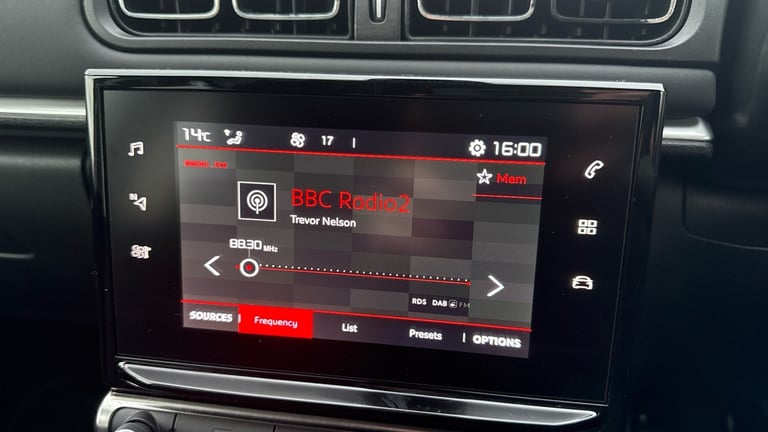 14°C 17 16:00
Mem
BBC Radio2
Trevor Nelson
88.30 MHz
RDS DAB FM
SOURCES Frequency List Presets OPTIONS